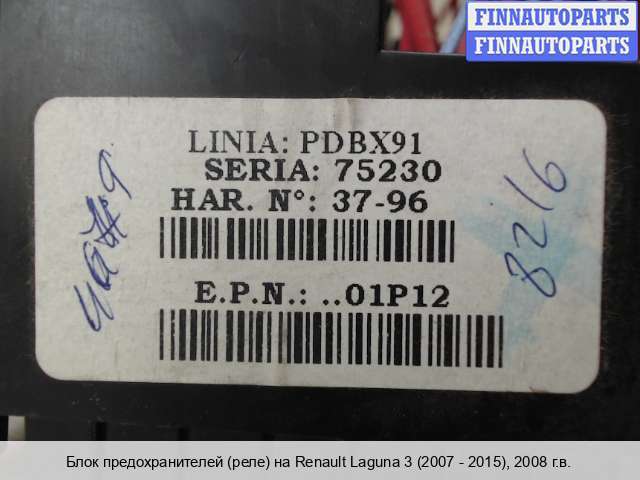 FINNAUTOPARTS
FINNAUTOPARTS
LINIA: PDBX91
SERIA: 75230
HAR. N°: 37-96
E.P.N.: ..01P12
8216
Блок предохранителей (реле) на Renault Laguna 3 (2007 - 2015), 2008 г.в.